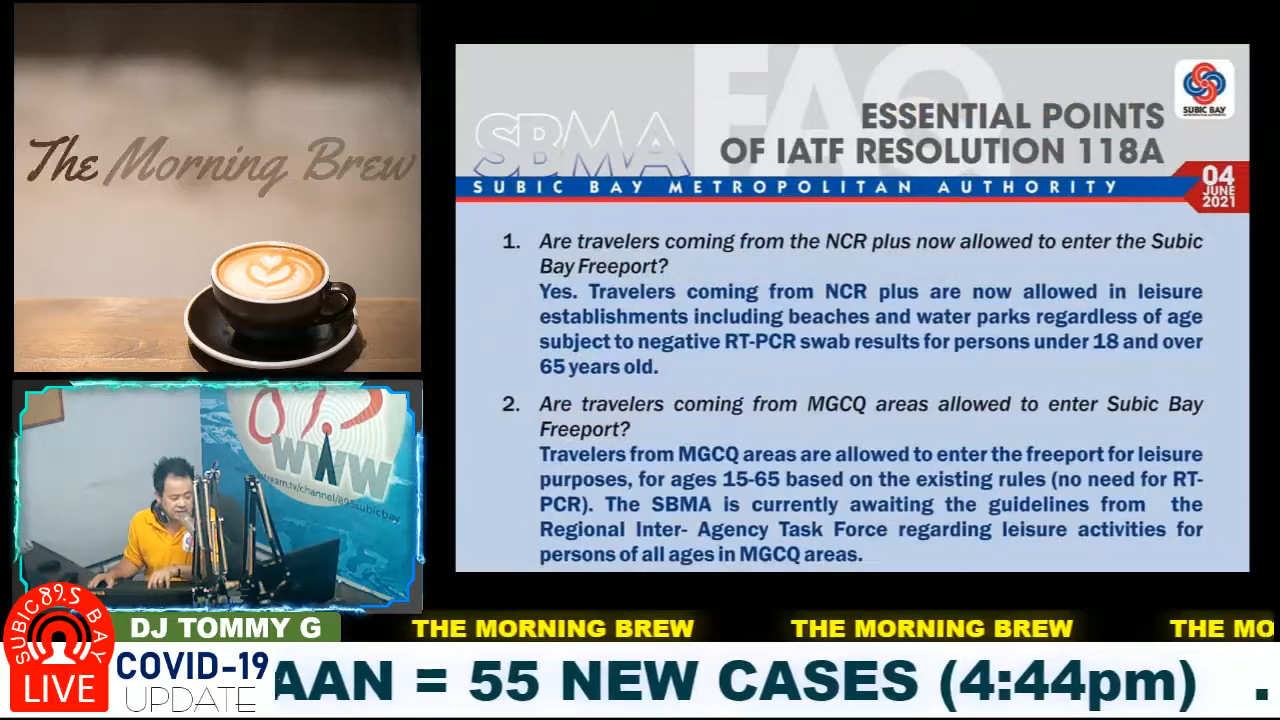 The Morning Brew
FAQ
SBMA
ESSENTIAL POINTS
OF IATF RESOLUTION 118A
SUBIC BAY
SUBIC BAY METROPOLITAN AUTHORITY
04
JUNE
2021
1. Are travelers coming from the NCR plus now allowed to enter the Subic
Bay Freeport?
Yes. Travelers coming from NCR plus are now allowed in leisure
establishments including beaches and water parks regardless of age
subject to negative RT-PCR swab results for persons under 18 and over
65 years old.
2. Are travelers coming from MGCQ areas allowed to enter Subic Bay
Freeport?
Travelers from MGCQ areas are allowed to enter the freeport for leisure
purposes, for ages 15-65 based on the existing rules (no need for RT-
PCR). The SBMA is currently awaiting the guidelines from the
Regional Inter- Agency Task Force regarding leisure activities for
persons of all ages in MGCQ areas.
WWW
stream.tv/channel/895subicbay
SUBIC 89.5 BAY
LIVE
DJ TOMMY G
THE MORNING BREW THE MORNING BREW THE MO
COVID-19
UPDATE
AAN = 55 NEW CASES (4:44pm) .